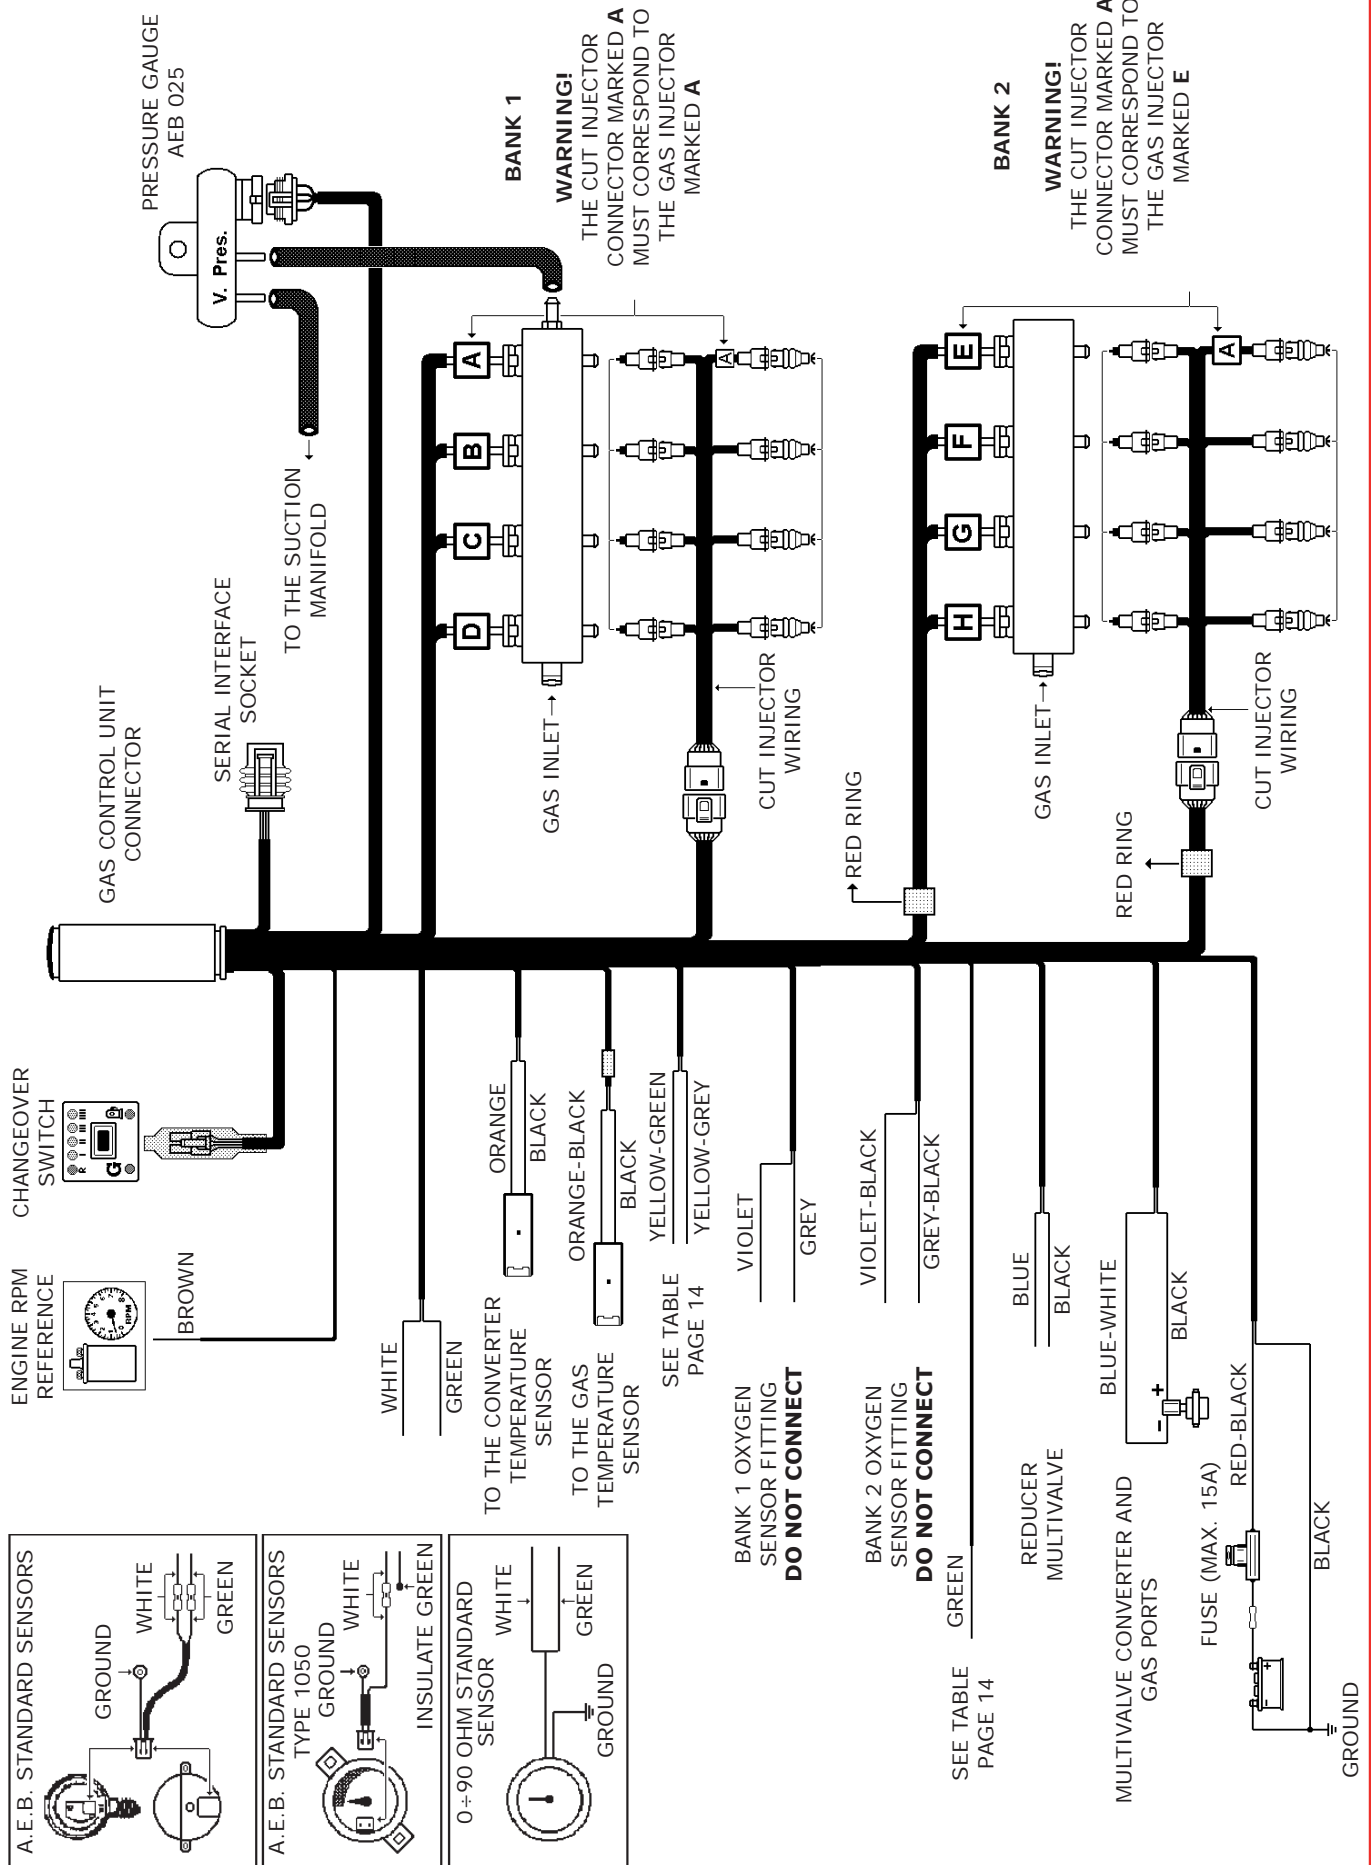 A.E.B. STANDARD SENSORS
GROUND
WHITE
GREEN
A.E.B. STANDARD SENSORS
TYPE 1050
GROUND
WHITE
INSULATE GREEN
0÷90 OHM STANDARD
SENSOR
WHITE
GREEN
GROUND
ENGINE RPM
REFERENCE
RPM
BROWN
CHANGEOVER
SWITCH
R I II III IIII
G
GAS CONTROL UNIT
CONNECTOR
SERIAL INTERFACE
SOCKET
PRESSURE GAUGE
AEB 025
V. Pres.
TO THE SUCTION
MANIFOLD
WHITE
GREEN
TO THE CONVERTER
TEMPERATURE
SENSOR
ORANGE
BLACK
TO THE GAS
TEMPERATURE
SENSOR
ORANGE-BLACK
BLACK
SEE TABLE
PAGE 14
YELLOW-GREEN
YELLOW-GREY
BANK 1 OXYGEN
SENSOR FITTING
DO NOT CONNECT
VIOLET
GREY
BANK 2 OXYGEN
SENSOR FITTING
DO NOT CONNECT
VIOLET-BLACK
GREY-BLACK
SEE TABLE
PAGE 14
GREEN
REDUCER
MULTIVALVE
BLUE
BLACK
MULTIVALVE CONVERTER AND
GAS PORTS
BLUE-WHITE
BLACK
- +
FUSE (MAX. 15A)
RED-BLACK
BLACK
- +
GROUND
D
C
B
A
GAS INLET
A
CUT INJECTOR
WIRING
BANK 1
WARNING!
THE CUT INJECTOR
CONNECTOR MARKED A
MUST CORRESPOND TO
THE GAS INJECTOR
MARKED A
RED RING
H
G
F
E
GAS INLET
A
RED RING
CUT INJECTOR
WIRING
BANK 2
WARNING!
THE CUT INJECTOR
CONNECTOR MARKED A
MUST CORRESPOND TO
THE GAS INJECTOR
MARKED E